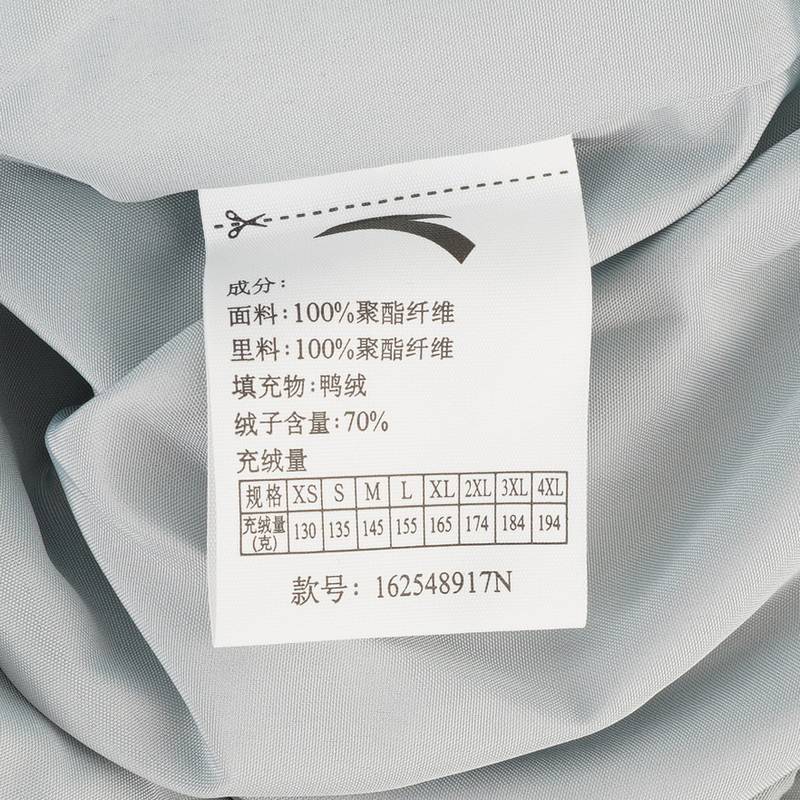 成分:
面料:100%聚酯纤维
里料:100%聚酯纤维
填充物:鸭绒
绒子含量:70%
充绒量
规格 XS S M L XL 2XL 3XL 4XL
充绒量(克) 130 135 145 155 165 174 184 194
款号: 162548917N